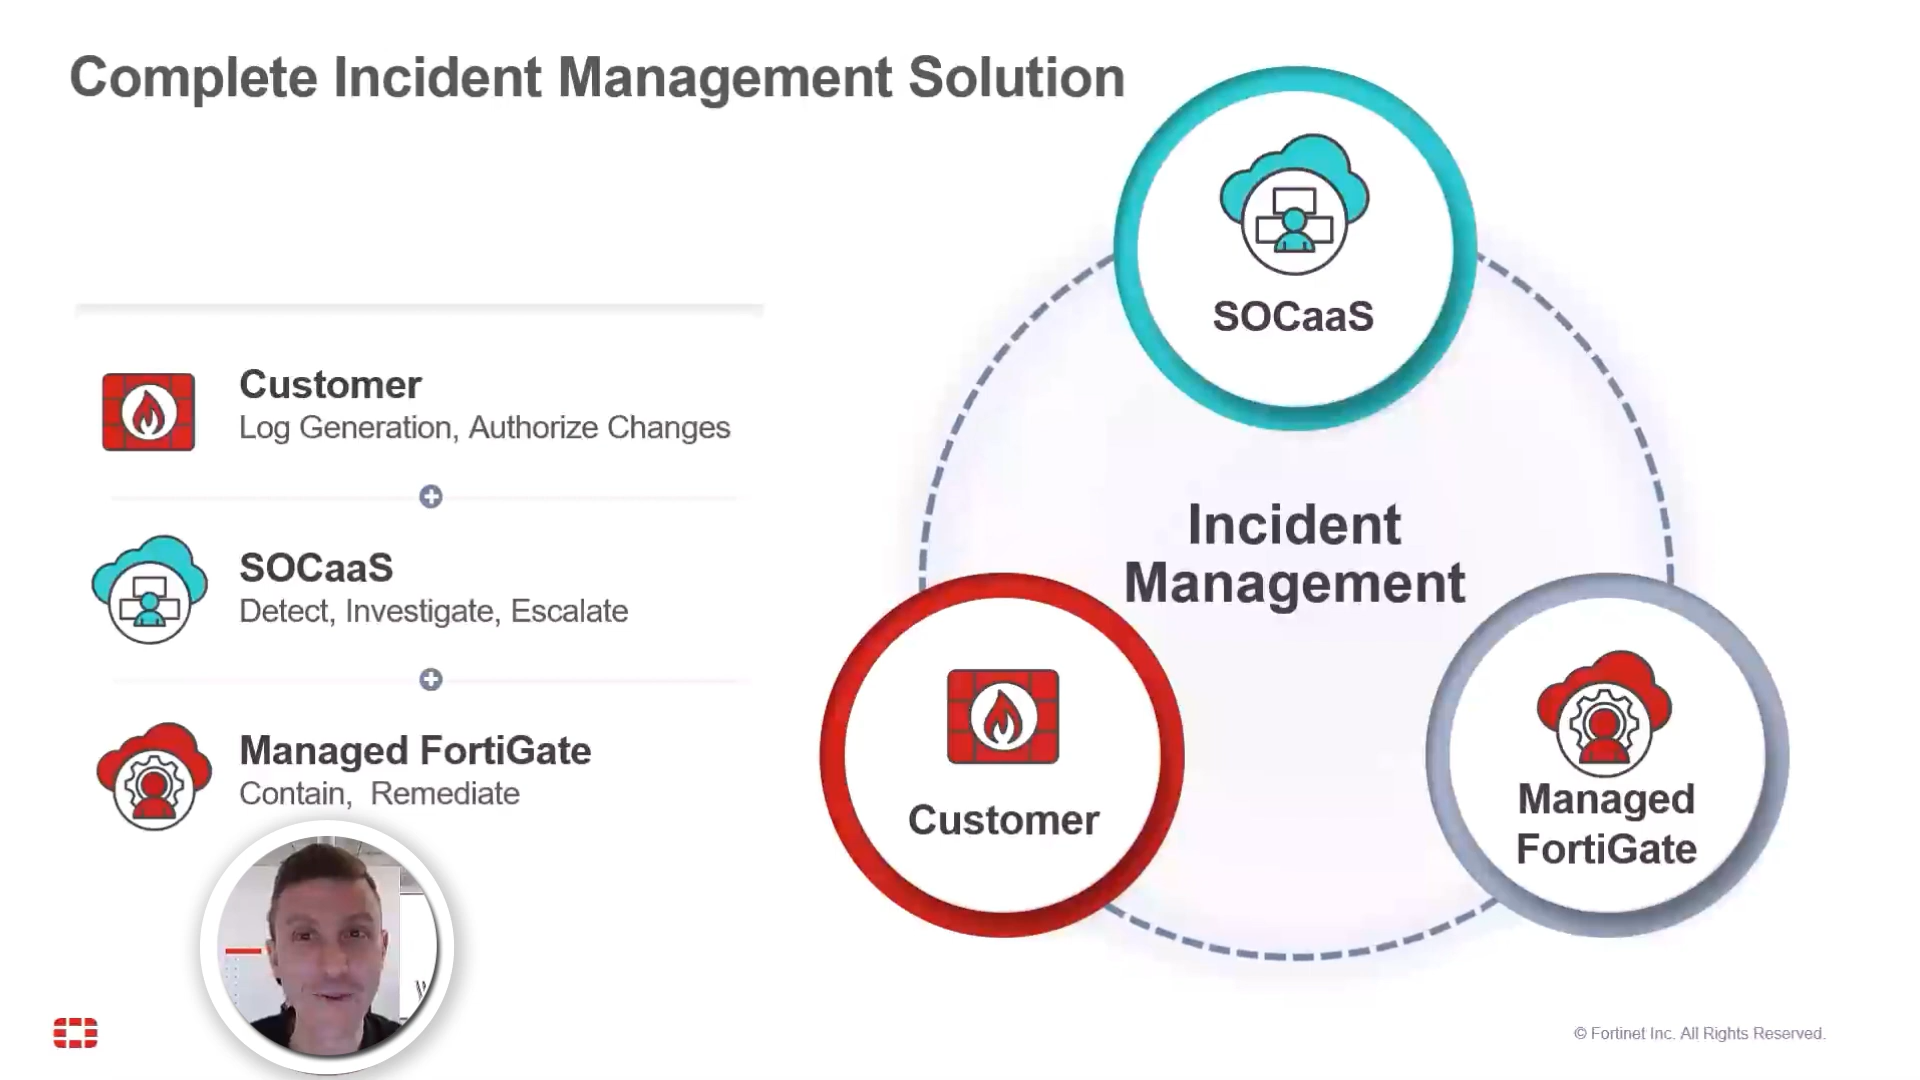 Complete Incident Management Solution
Customer
Log Generation, Authorize Changes
SOCaaS
Detect, Investigate, Escalate
Managed FortiGate
Contain,  Remediate
SOCaaS
Incident
Management
Customer
Managed
FortiGate
© Fortinet Inc. All Rights Reserved.